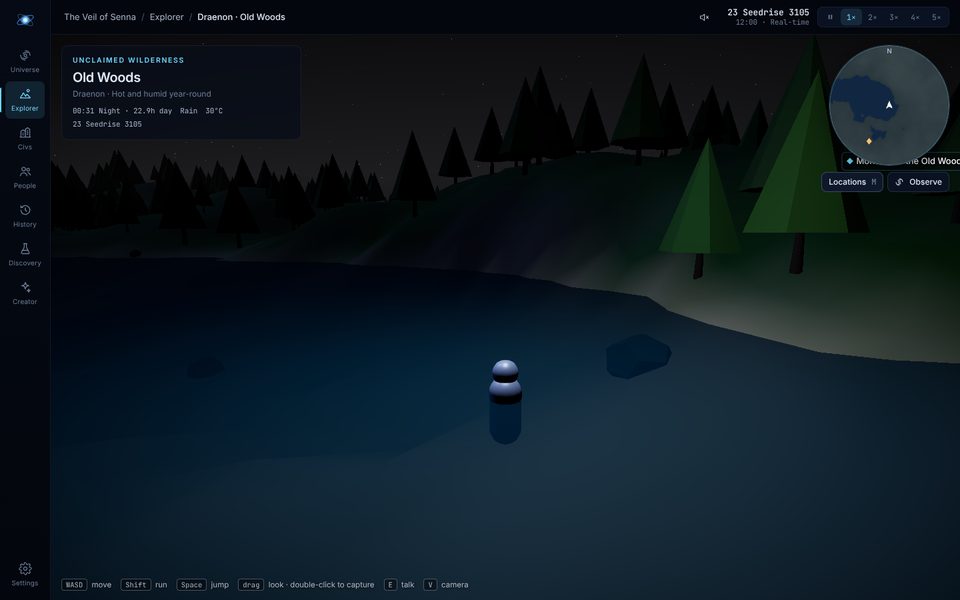 The Veil of Senna / Explorer / Draenon · Old Woods
23 Seedrise 3105
12:00 · Real-time
1× 2× 3× 4× 5×
Universe
Explorer
Civs
People
History
Discovery
Creator
Settings
UNCLAIMED WILDERNESS
Old Woods
Draenon · Hot and humid year-round
00:31 Night · 22.9h day Rain 30°C
23 Seedrise 3105
N
the Old Wood
Locations M
Observe
WASD move Shift run Space jump drag look · double-click to capture E talk V camera